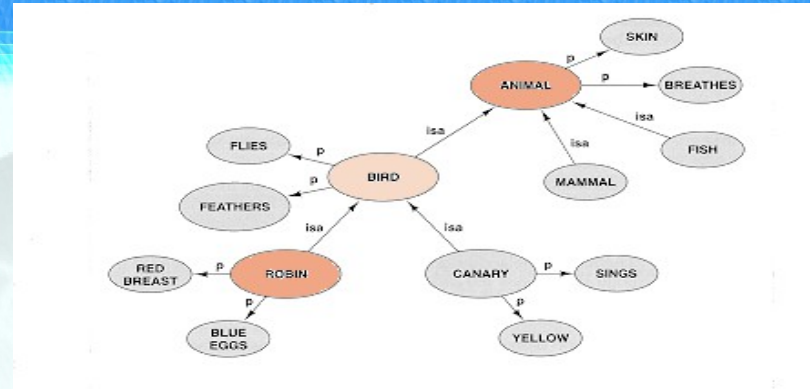 SKIN
p
ANIMAL
p
BREATHES
isa
isa
FISH
isa
MAMMAL
FLIES
p
BIRD
p
FEATHERS
isa
isa
RED
BREAST
p
ROBIN
p
BLUE
EGGS
CANARY
p
SINGS
p
YELLOW